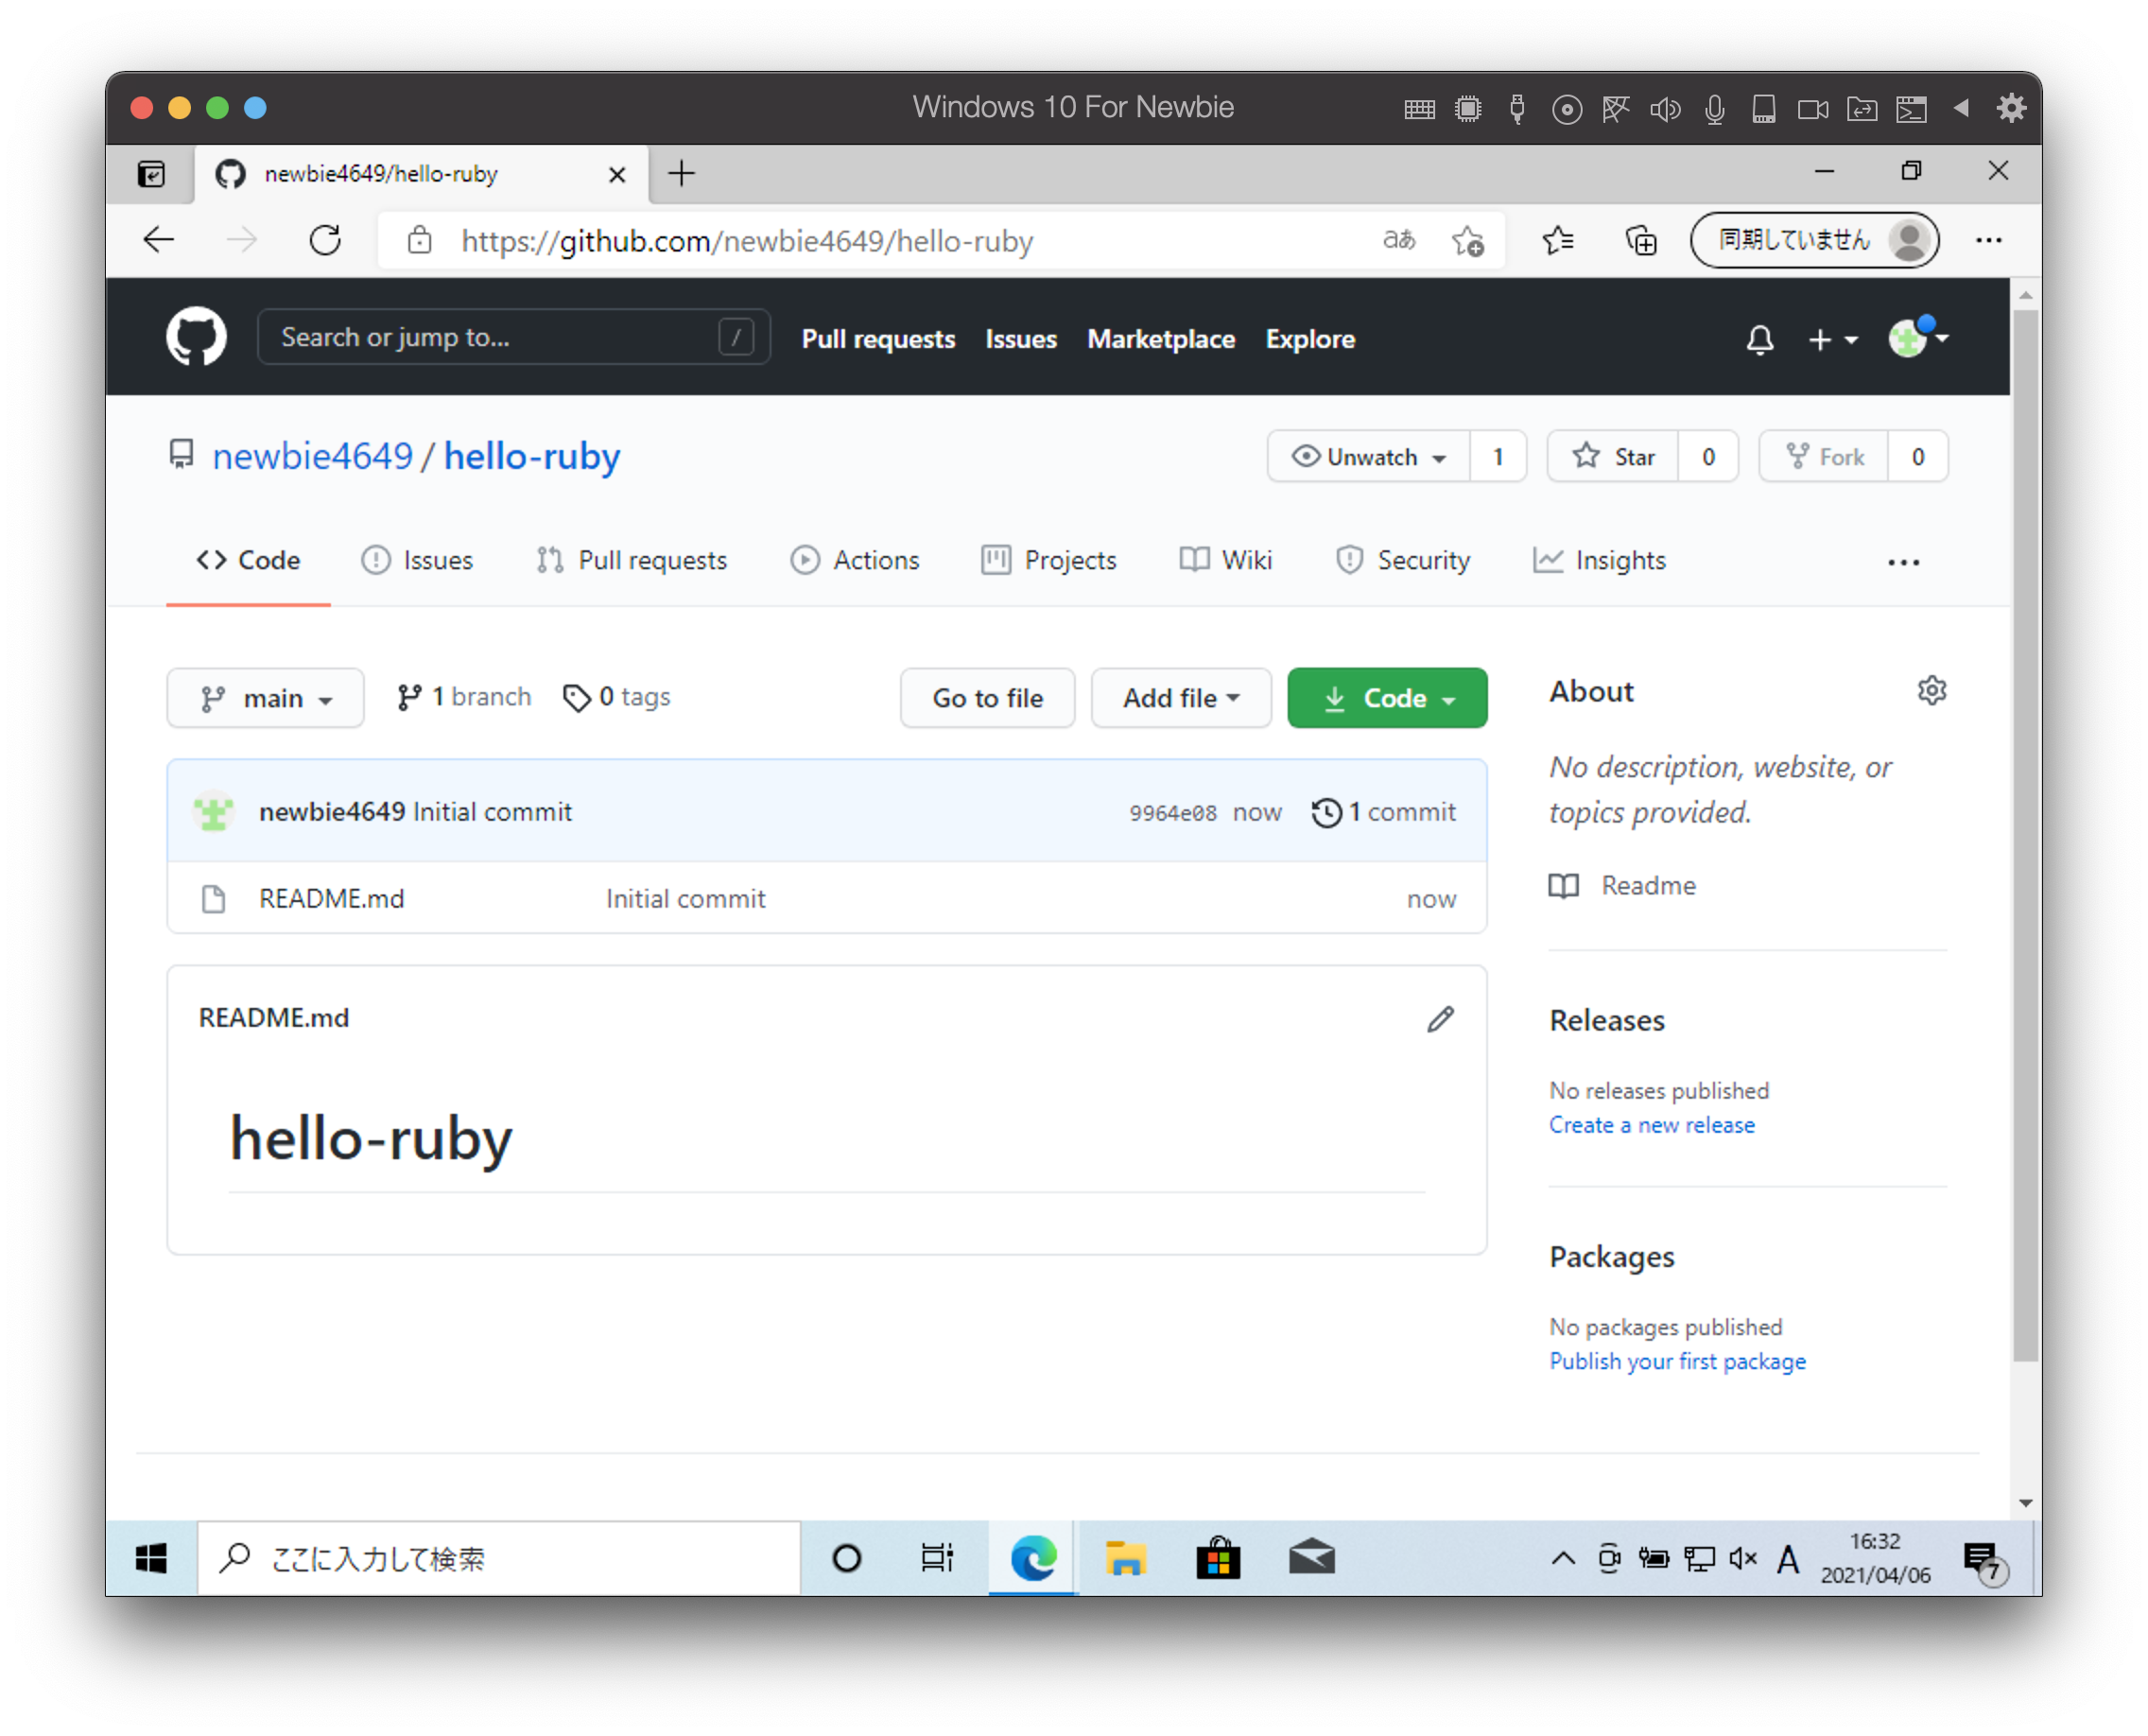 Windows 10 For Newbie
newbie4649/hello-ruby
https://github.com/newbie4649/hello-ruby
aあ
同期していません
Search or jump to... /
Pull requests Issues Marketplace Explore
newbie4649 / hello-ruby
Unwatch 1 Star 0 Fork 0
Code Issues Pull requests Actions Projects Wiki Security Insights
main 1 branch 0 tags Go to file Add file Code
newbie4649 Initial commit 9964e08 now 1 commit
README.md Initial commit now
README.md
hello-ruby
About
No description, website, or
topics provided.
Readme
Releases
No releases published
Create a new release
Packages
No packages published
Publish your first package
ここに入力して検索
A
16:32
2021/04/06
7